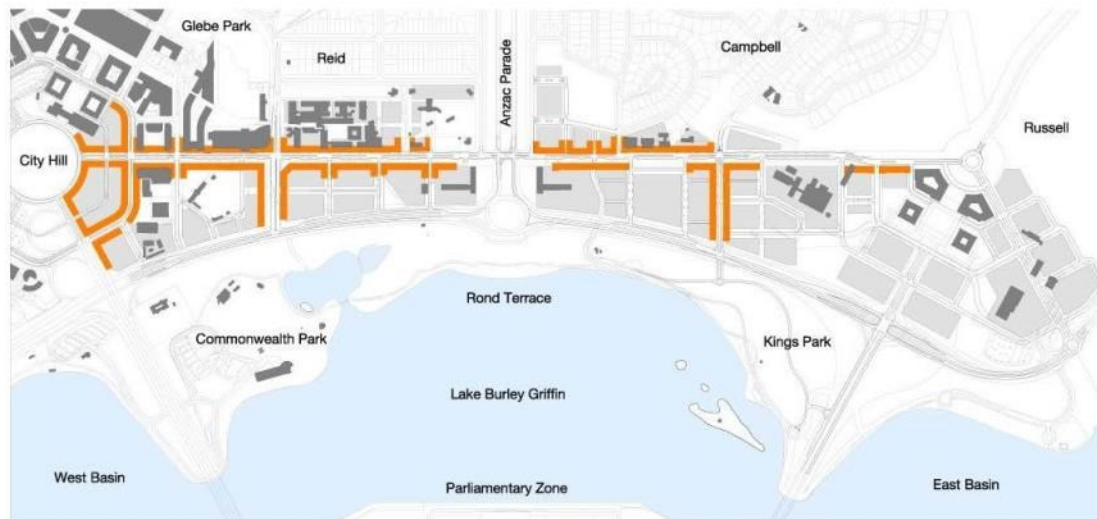 Glebe Park
Reid
Anzac Parade
Campbell
Russell
City Hill
Rond Terrace
Commonwealth Park
Kings Park
Lake Burley Griffin
West Basin
Parliamentary Zone
East Basin